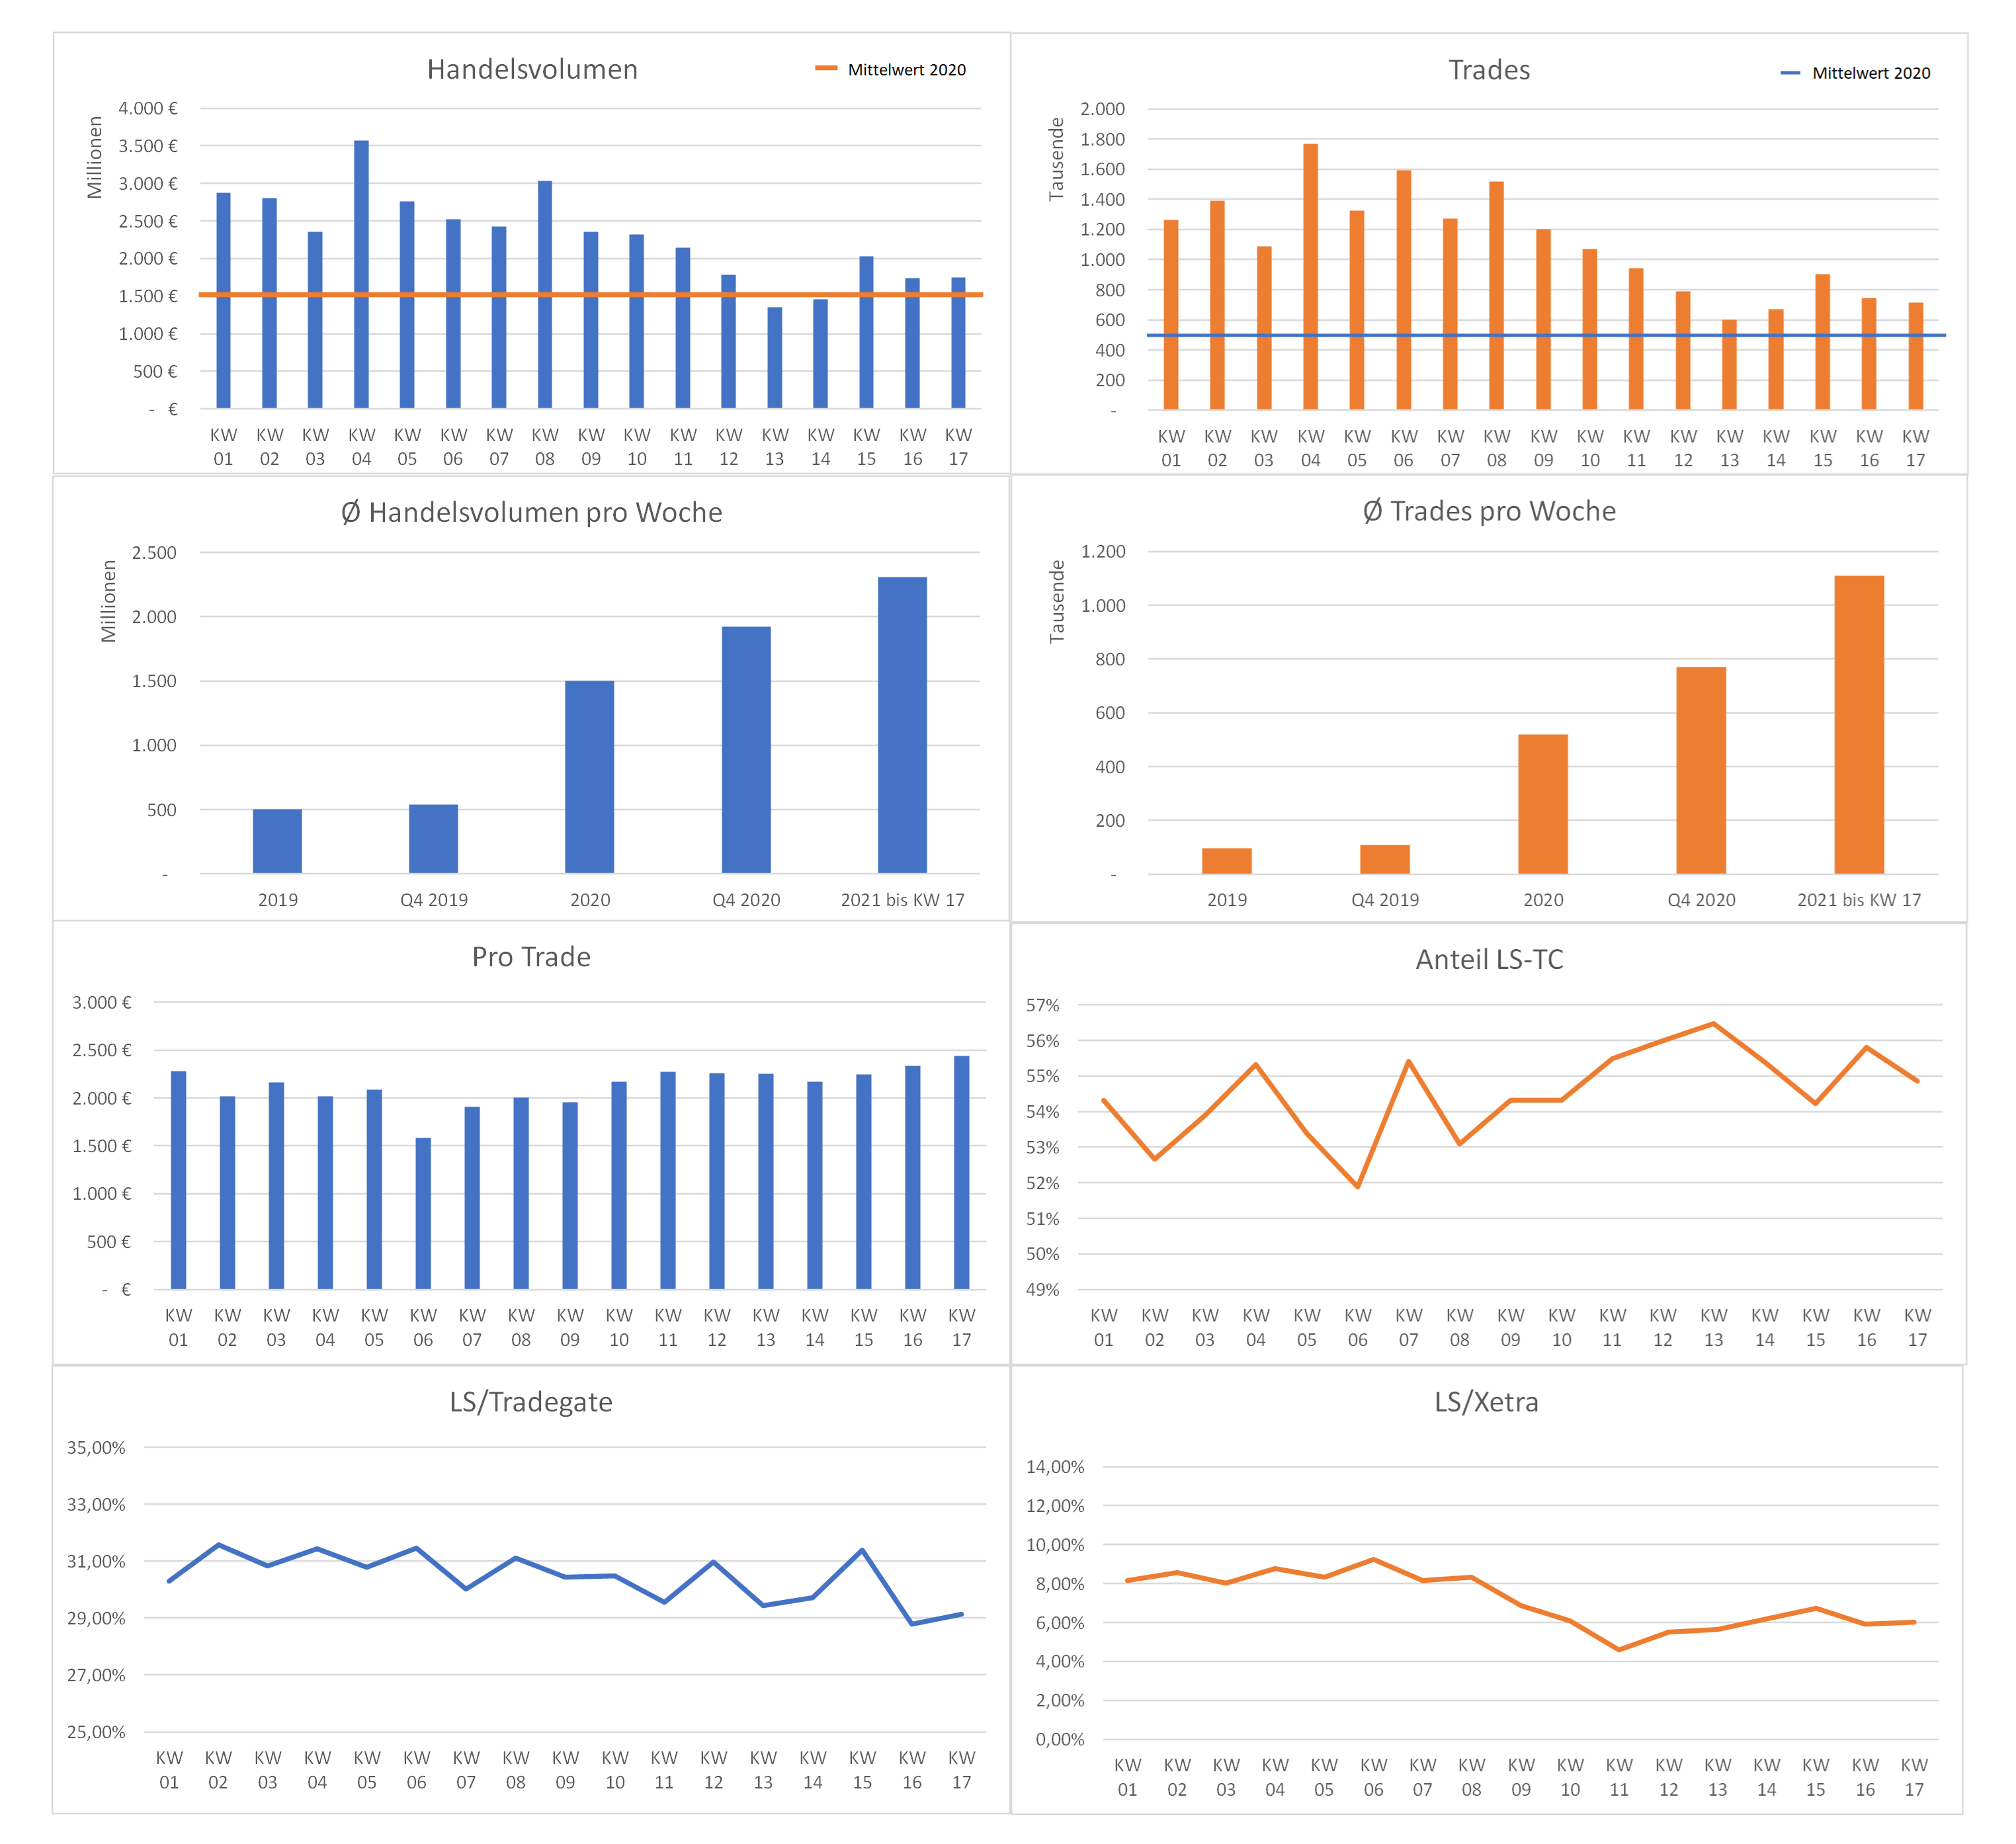 Handelsvolumen
Mittelwert 2020
Millionen
4.000 €
3.500 €
3.000 €
2.500 €
2.000 €
1.500 €
1.000 €
500 €
- €
KW KW KW KW KW KW KW KW KW KW KW KW KW KW KW KW KW
01 02 03 04 05 06 07 08 09 10 11 12 13 14 15 16 17
Trades
Mittelwert 2020
Tausende
2.000
1.800
1.600
1.400
1.200
1.000
800
600
400
200
-
KW KW KW KW KW KW KW KW KW KW KW KW KW KW KW KW KW
01 02 03 04 05 06 07 08 09 10 11 12 13 14 15 16 17
Ø Handelsvolumen pro Woche
Millionen
2.500
2.000
1.500
1.000
500
-
2019 Q4 2019 2020 Q4 2020 2021 bis KW 17
Ø Trades pro Woche
Tausende
1.200
1.000
800
600
400
200
-
2019 Q4 2019 2020 Q4 2020 2021 bis KW 17
Pro Trade
3.000 €
2.500 €
2.000 €
1.500 €
1.000 €
500 €
- €
KW KW KW KW KW KW KW KW KW KW KW KW KW KW KW KW KW
01 02 03 04 05 06 07 08 09 10 11 12 13 14 15 16 17
Anteil LS-TC
57%
56%
55%
54%
53%
52%
51%
50%
49%
KW KW KW KW KW KW KW KW KW KW KW KW KW KW KW KW KW
01 02 03 04 05 06 07 08 09 10 11 12 13 14 15 16 17
LS/Tradegate
35,00%
33,00%
31,00%
29,00%
27,00%
25,00%
KW KW KW KW KW KW KW KW KW KW KW KW KW KW KW KW KW
01 02 03 04 05 06 07 08 09 10 11 12 13 14 15 16 17
LS/Xetra
14,00%
12,00%
10,00%
8,00%
6,00%
4,00%
2,00%
0,00%
KW KW KW KW KW KW KW KW KW KW KW KW KW KW KW KW KW
01 02 03 04 05 06 07 08 09 10 11 12 13 14 15 16 17